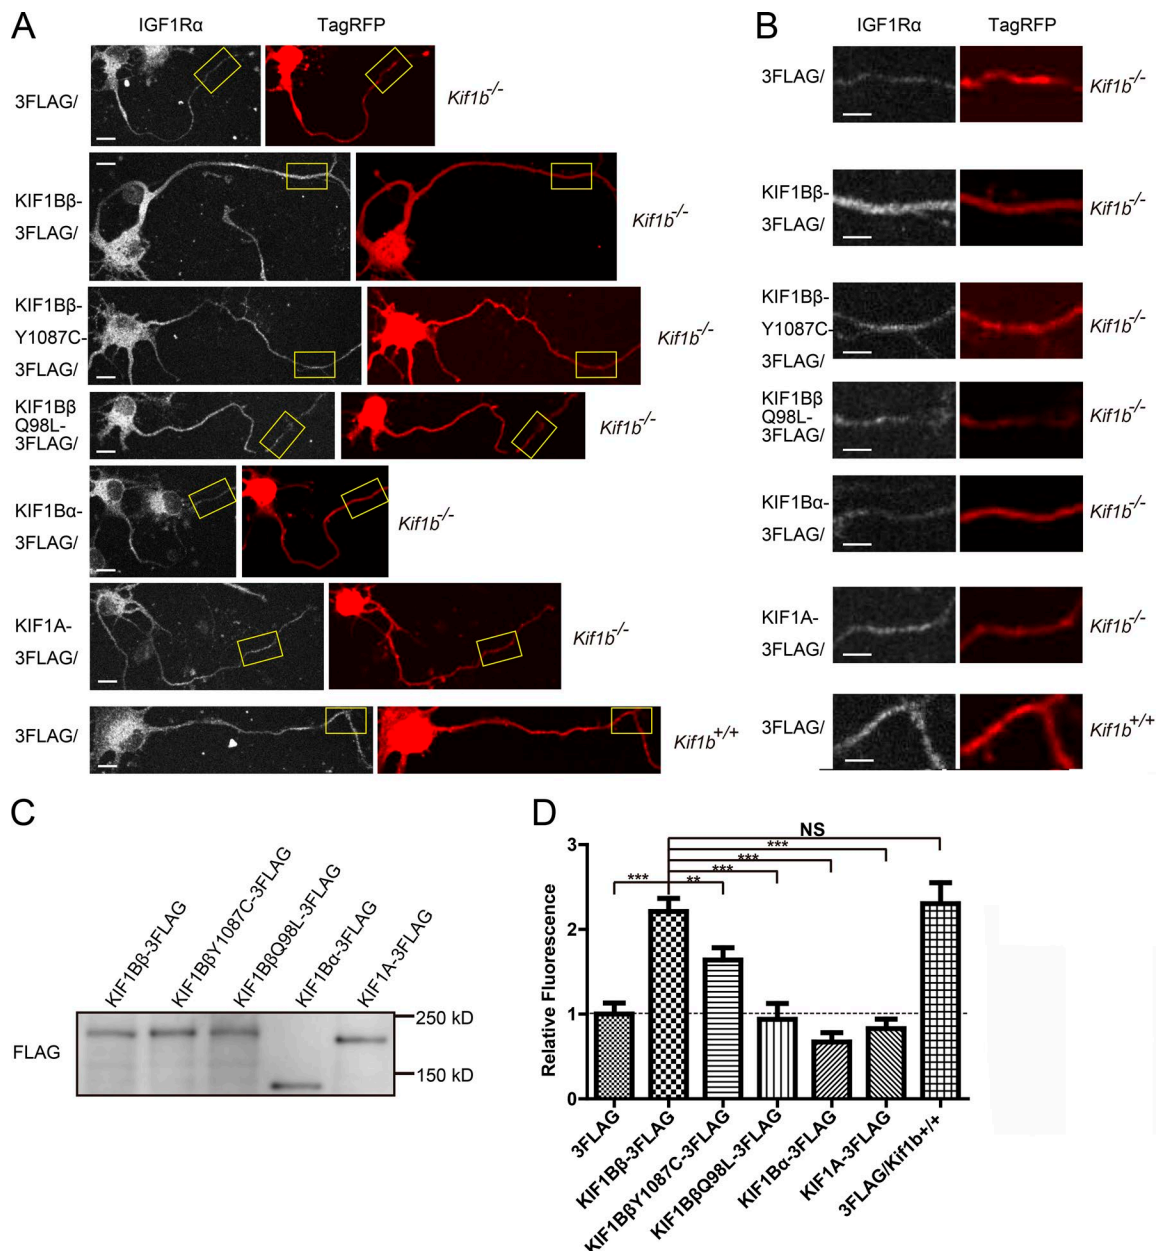 A
IGF1Rα TagRFP
3FLAG/ Kif1b-/-
KIF1Bβ-
3FLAG/ Kif1b-/-
KIF1Bβ-
Y1087C-
3FLAG/ Kif1b-/-
KIF1Bβ
Q98L-
3FLAG/ Kif1b-/-
KIF1Bα-
3FLAG/ Kif1b-/-
KIF1A-
3FLAG/ Kif1b-/-
3FLAG/ Kif1b+/+
B
IGF1Rα TagRFP
3FLAG/ Kif1b-/-
KIF1Bβ-
3FLAG/ Kif1b-/-
KIF1Bβ-
Y1087C-
3FLAG/ Kif1b-/-
KIF1Bβ
Q98L-
3FLAG/ Kif1b-/-
KIF1Bα-
3FLAG/ Kif1b-/-
KIF1A-
3FLAG/ Kif1b-/-
3FLAG/ Kif1b+/+
C
KIF1Bβ-3FLAG
KIF1BβY1087C-3FLAG
KIF1BβQ98L-3FLAG
KIF1Bα-3FLAG
KIF1A-3FLAG
FLAG
250 kD
150 kD
D
Relative Fluorescence
3
2
1
0
NS
***
***
***
*** **
3FLAG
KIF1Bβ-3FLAG
KIF1BβY1087C-3FLAG
KIF1BβQ98L-3FLAG
KIF1Bα-3FLAG
KIF1A-3FLAG
3FLAG/Kif1b+/+